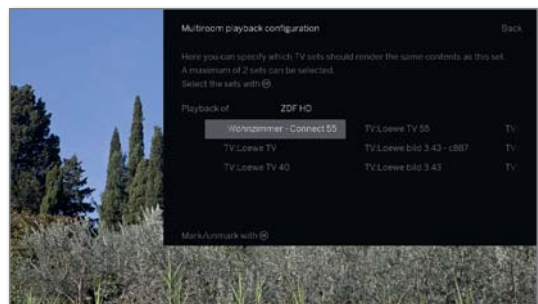 Multiroom playback configuration Back
Here you can specify which TV sets should render the same contents as this set.
A maximum of 2 sets can be selected.
Select the sets with OK.
Playback of ZDF HD
Wohnzimmer - Connect 55 TV:Loewe TV 55 TV:
TV:Loewe TV TV:Loewe bild 3.43 - c887 TV:
TV:Loewe TV 40 TV:Loewe bild 3.43 TV:
Mark/unmark with OK